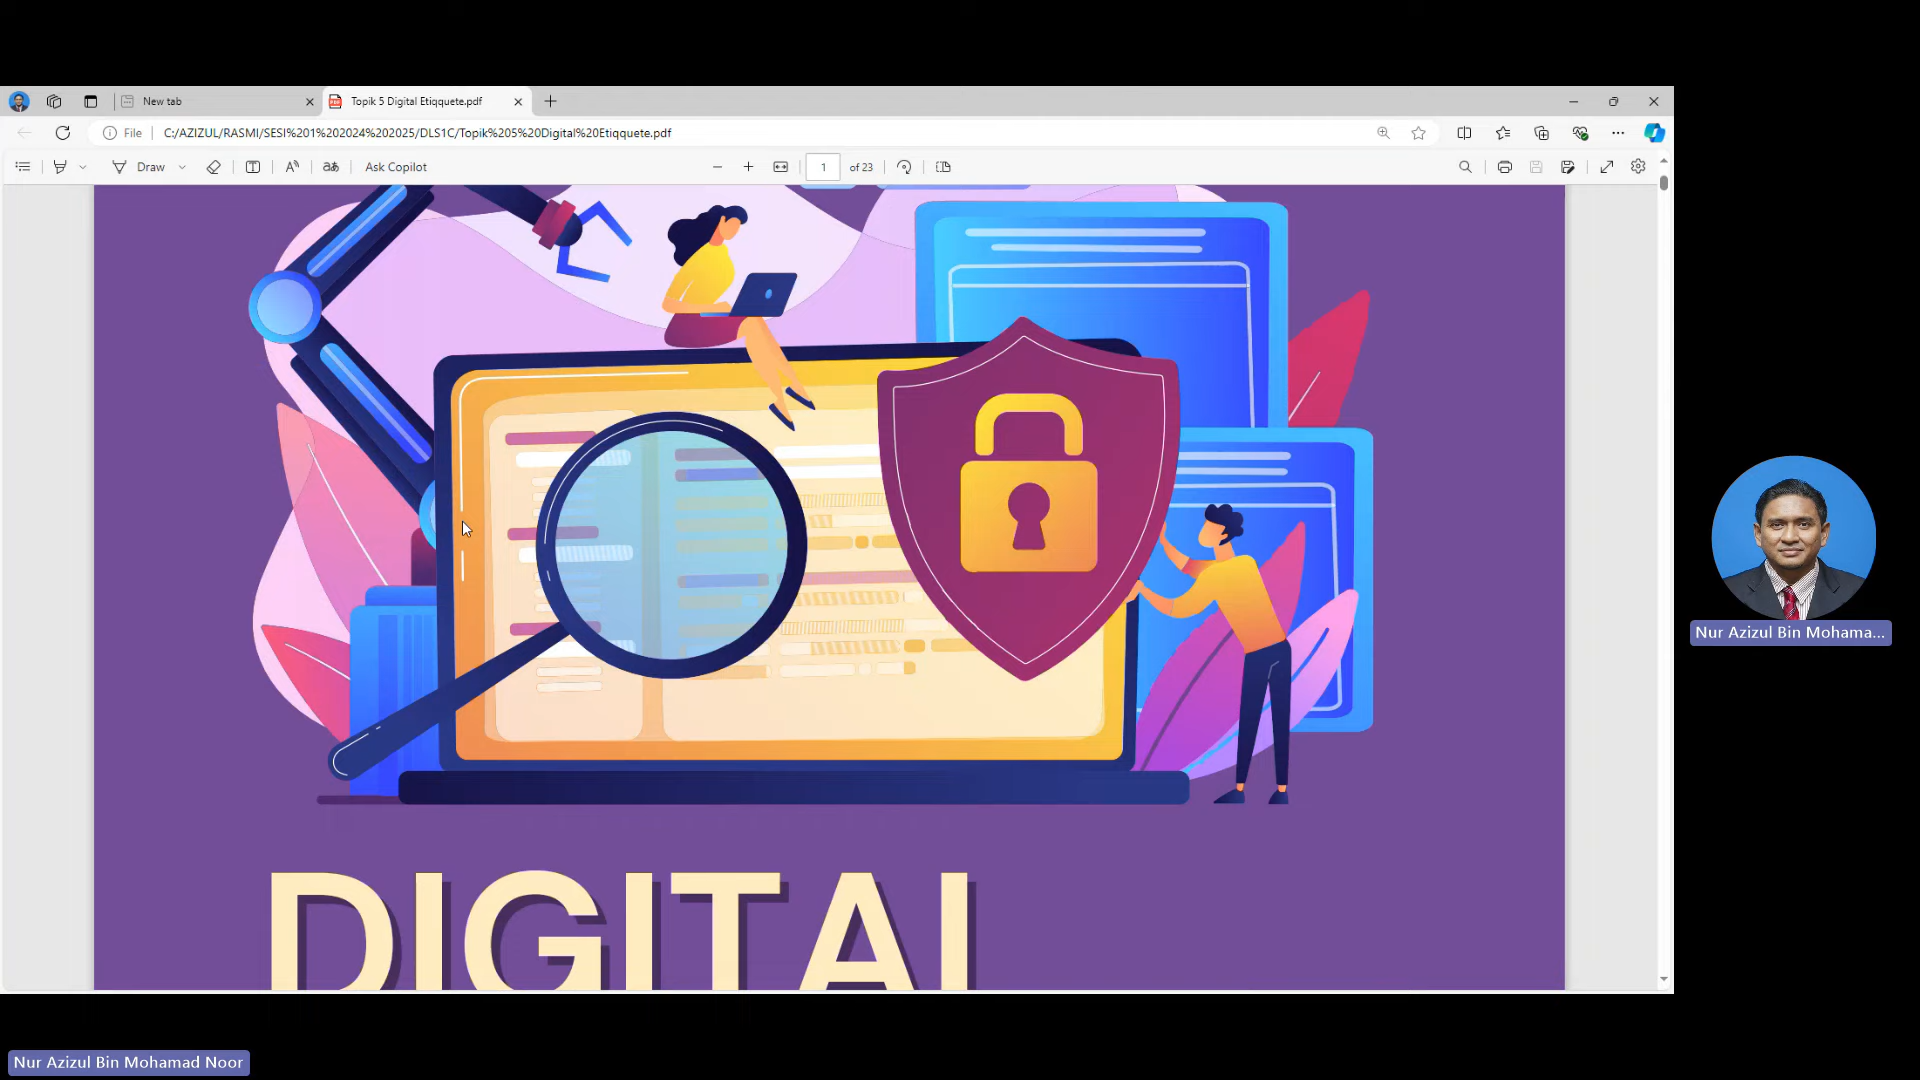 New tab
Topik 5 Digital Etiqquete.pdf
File
C:/AZIZUL/RASMI/SESI%201%202024%202025/DLS1C/Topik%205%20Digital%20Etiqquete.pdf
Draw
Ask Copilot
1
of 23
DIGITAL
Nur Azizul Bin Mohama...
Nur Azizul Bin Mohamad Noor